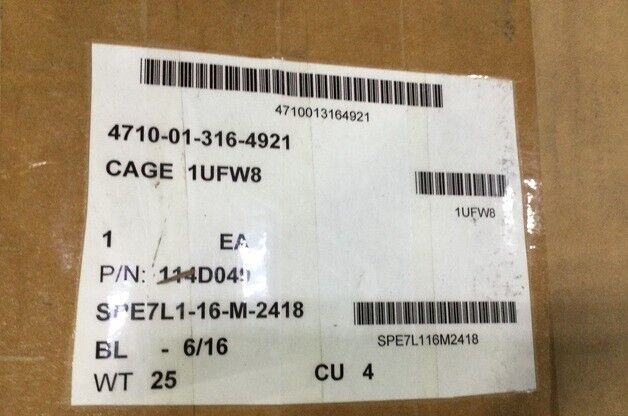 4710013164921
4710-01-316-4921
CAGE 1UFW8
1UFW8
1 EA
P/N: 114D049
SPE7L1-16-M-2418
SPE7L116M2418
BL - 6/16
WT 25 CU 4